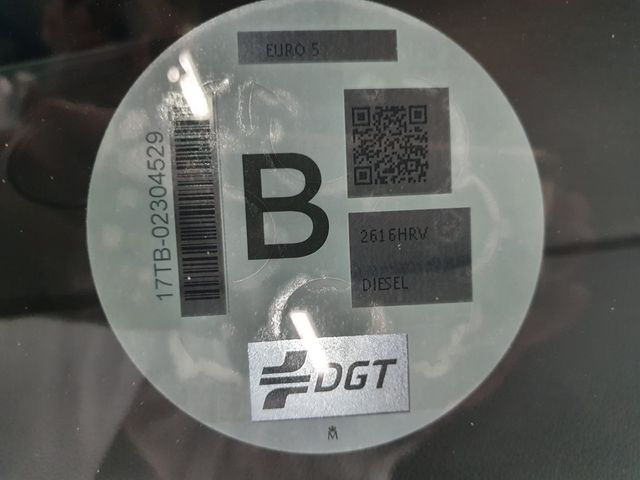 EURO 5
17TB-02304529
B
2616HRV
DIESEL
DGT
M